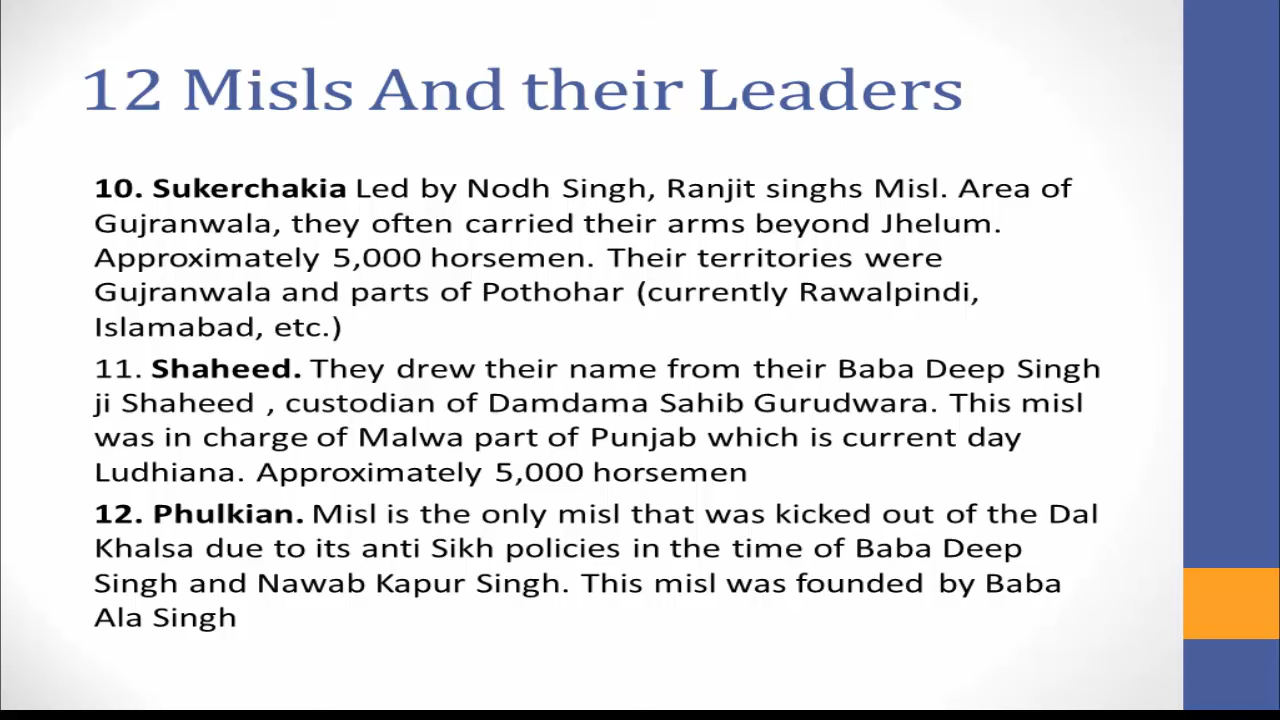 12 Misls And their Leaders
10. Sukerchakia Led by Nodh Singh, Ranjit singhs Misl. Area of
Gujranwala, they often carried their arms beyond Jhelum.
Approximately 5,000 horsemen. Their territories were
Gujranwala and parts of Pothohar (currently Rawalpindi,
Islamabad, etc.)
11. Shaheed. They drew their name from their Baba Deep Singh
ji Shaheed , custodian of Damdama Sahib Gurudwara. This misl
was in charge of Malwa part of Punjab which is current day
Ludhiana. Approximately 5,000 horsemen
12. Phulkian. Misl is the only misl that was kicked out of the Dal
Khalsa due to its anti Sikh policies in the time of Baba Deep
Singh and Nawab Kapur Singh. This misl was founded by Baba
Ala Singh